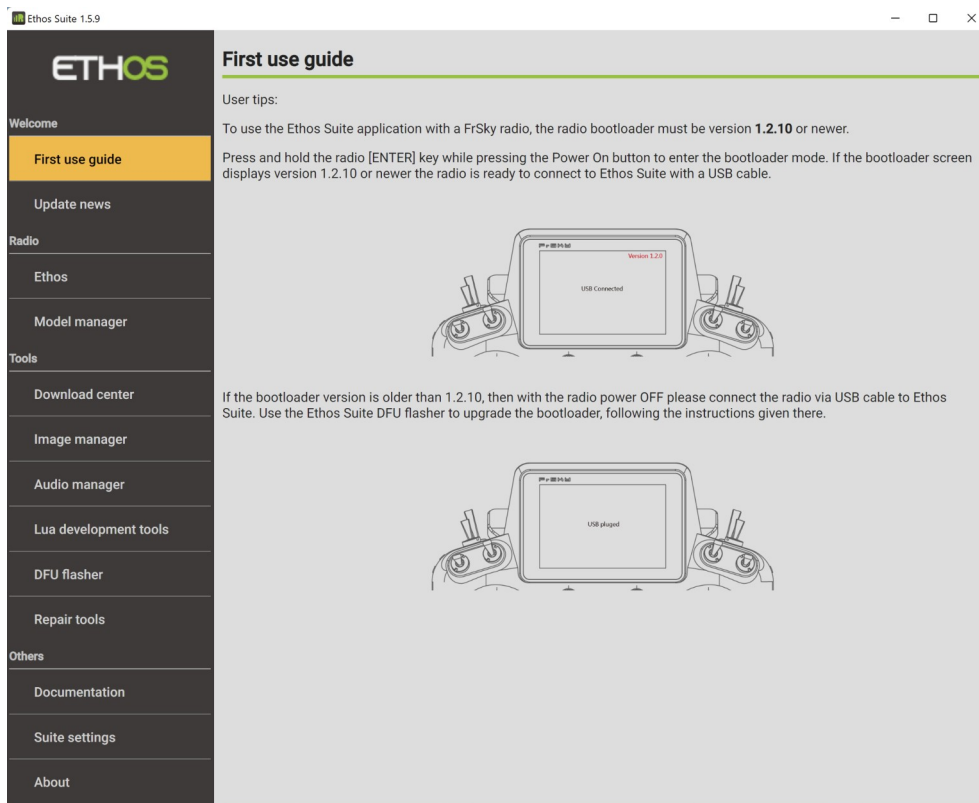 Ethos Suite 1.5.9
ETHOS
Welcome
First use guide
Update news
Radio
Ethos
Model manager
Tools
Download center
Image manager
Audio manager
Lua development tools
DFU flasher
Repair tools
Others
Documentation
Suite settings
About
First use guide
User tips:
To use the Ethos Suite application with a FrSky radio, the radio bootloader must be version 1.2.10 or newer.
Press and hold the radio [ENTER] key while pressing the Power On button to enter the bootloader mode. If the bootloader screen
displays version 1.2.10 or newer the radio is ready to connect to Ethos Suite with a USB cable.
FrSky
Version 1.2.0
USB Connected
If the bootloader version is older than 1.2.10, then with the radio power OFF please connect the radio via USB cable to Ethos
Suite. Use the Ethos Suite DFU flasher to upgrade the bootloader, following the instructions given there.
FrSky
USB pluged